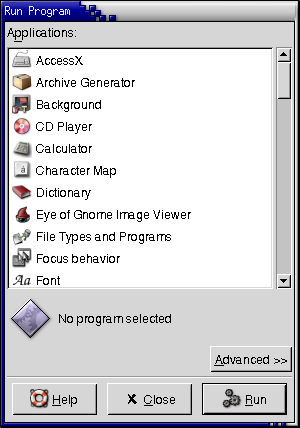 Run Program
Applications:
AccessX
Archive Generator
Background
CD Player
Calculator
á
Character Map
Dictionary
Eye of Gnome Image Viewer
File Types and Programs
Focus behavior
Aa Font
No program selected
Advanced >>
Help
Close
Run